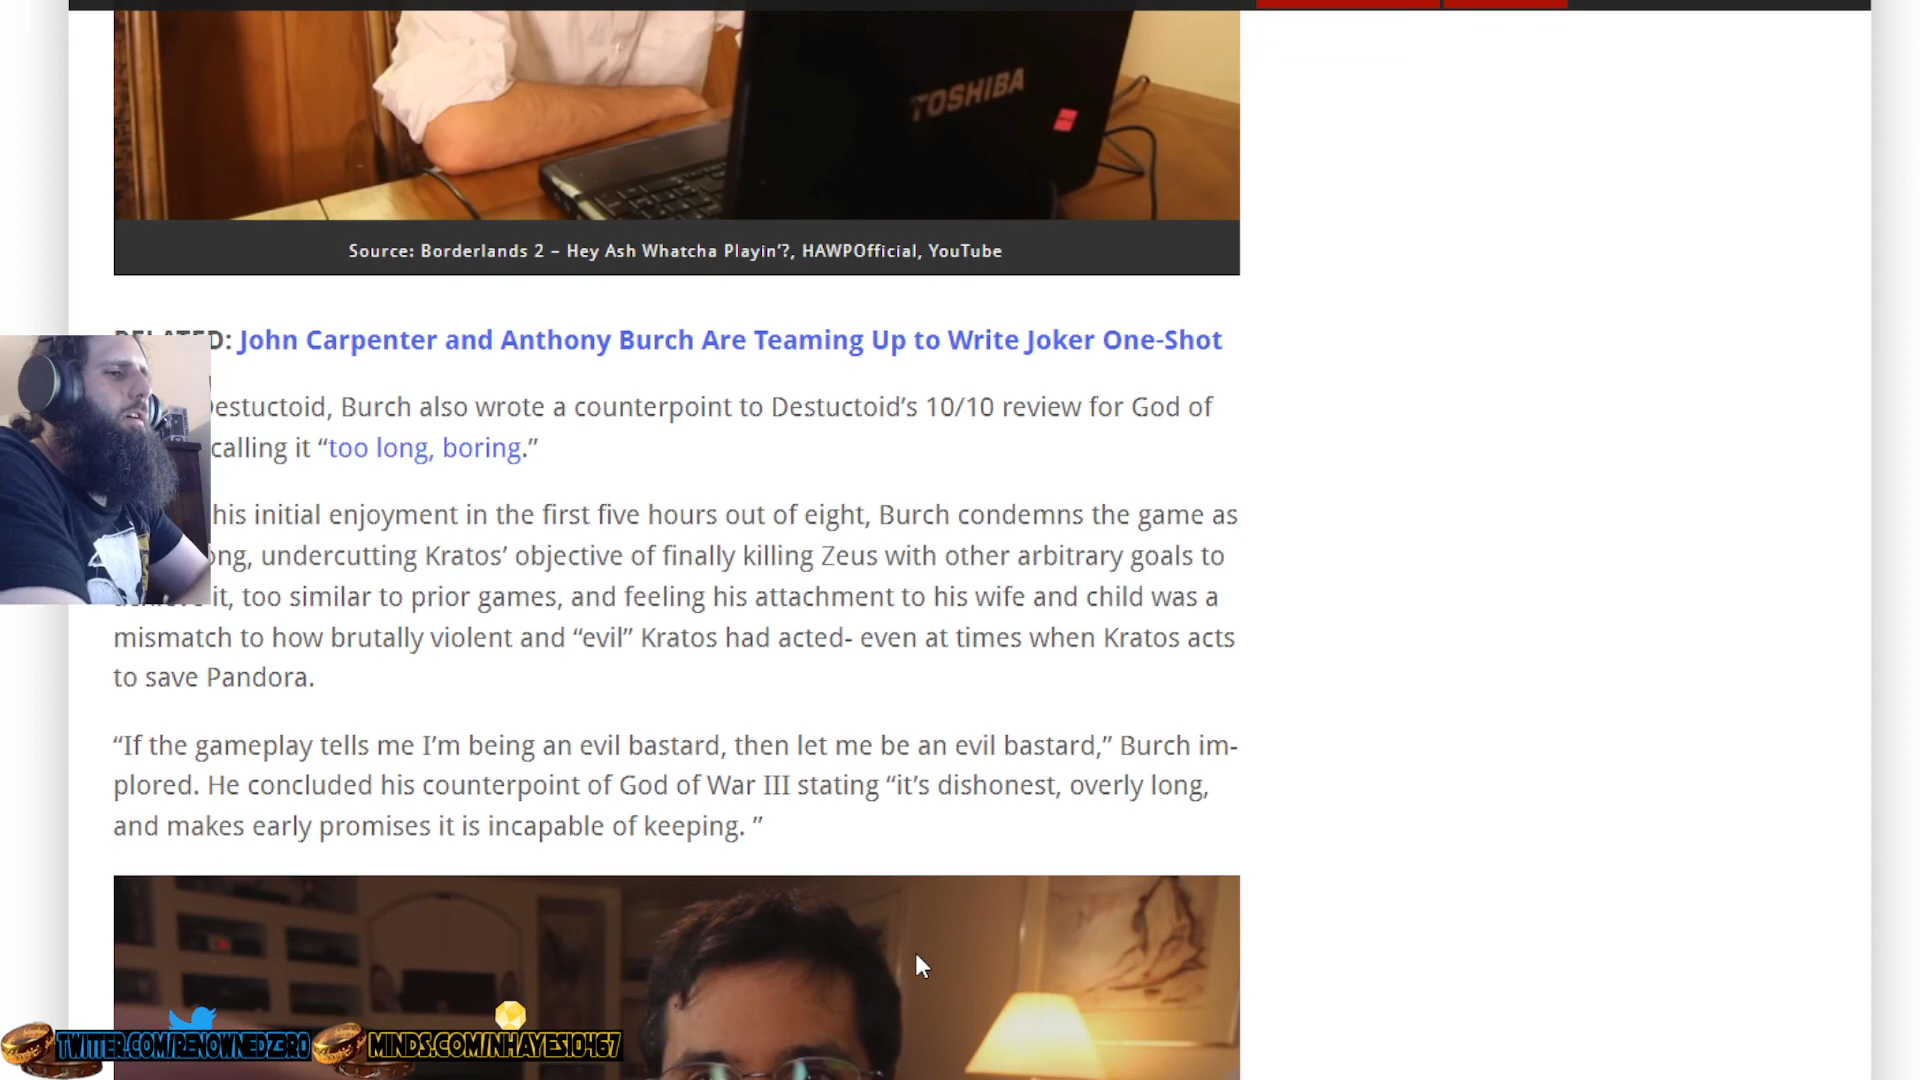 TOSHIBA
Source: Borderlands 2 – Hey Ash Whatcha Playin’?, HAWPOfficial, YouTube
D: John Carpenter and Anthony Burch Are Teaming Up to Write Joker One-Shot
estuctoid, Burch also wrote a counterpoint to Destuctoid’s 10/10 review for God of
calling it “too long, boring.”
his initial enjoyment in the first five hours out of eight, Burch condemns the game as
ong, undercutting Kratos’ objective of finally killing Zeus with other arbitrary goals to
it, too similar to prior games, and feeling his attachment to his wife and child was a
mismatch to how brutally violent and “evil” Kratos had acted- even at times when Kratos acts
to save Pandora.
“If the gameplay tells me I’m being an evil bastard, then let me be an evil bastard,” Burch im-
plored. He concluded his counterpoint of God of War III stating “it’s dishonest, overly long,
and makes early promises it is incapable of keeping. ”
TWITTER.COM/RENOWNEDZ3R0 MINDS.COM/NHAYES10467